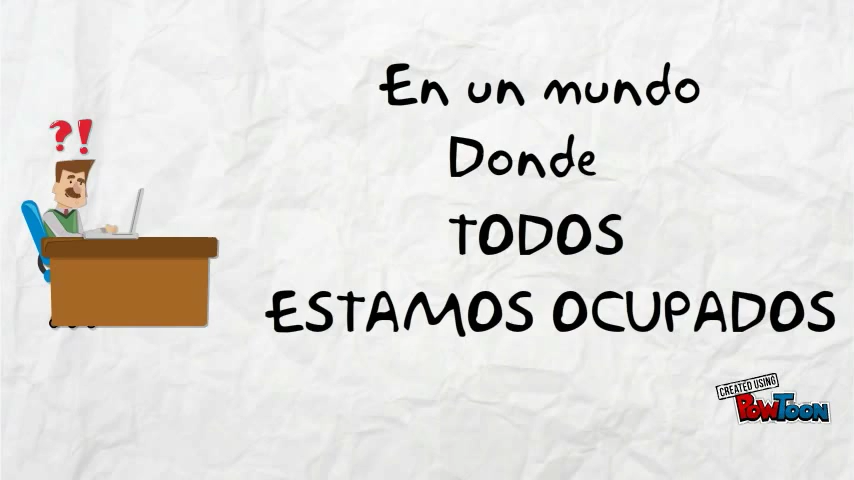 ?!
En un mundo
Donde
TODOS
ESTAMOS OCUPADOS
CREATED USING
POWTOON